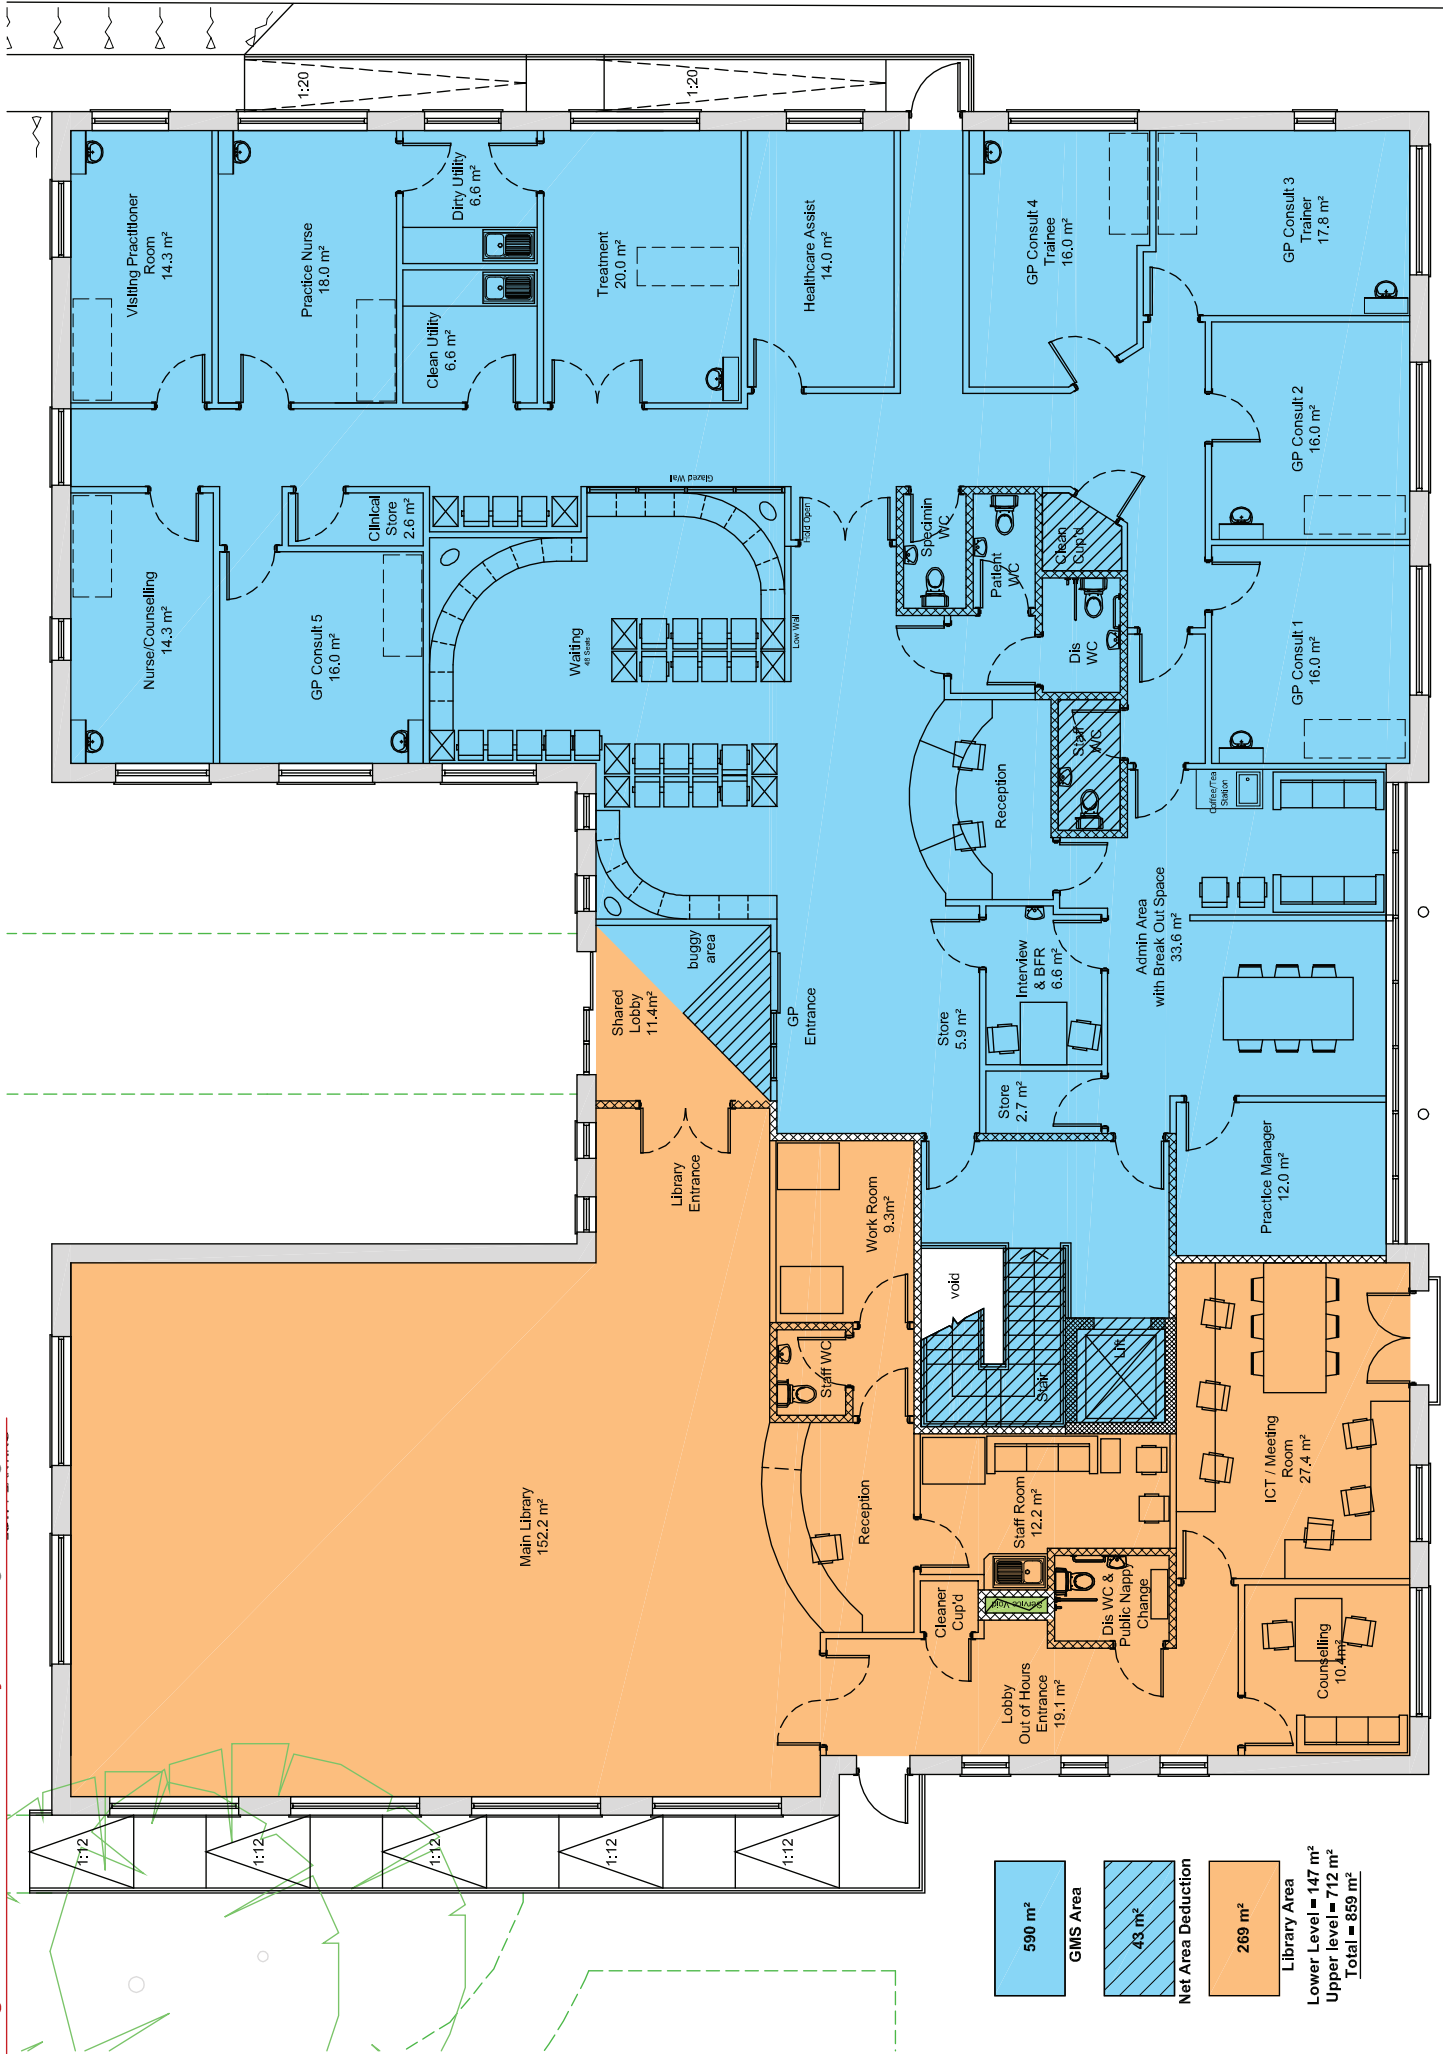 1:20
1:20
Visiting Practitioner
Room
14.3 m²
Practice Nurse
18.0 m²
Dirty Utility
6.6 m²
Clean Utility
6.6 m²
Treatment
20.0 m²
Healthcare Assist
14.0 m²
GP Consult 4
Trainee
16.0 m²
GP Consult 3
Trainer
17.8 m²
GP Consult 2
16.0 m²
GP Consult 1
16.0 m²
Nurse/Counselling
14.3 m²
GP Consult 5
16.0 m²
Clinical
Store
2.6 m²
Glazed Wall
Hold Open
Low Wall
Waiting
48 Seats
Specimin
WC
Patient
WC
Clean
Cup'd
Dis
WC
Staff
WC
Reception
Coffee/Tea
Station
Admin Area
with Break Out Space
33.6 m²
Interview
& BFR
6.6 m²
Store
5.9 m²
Store
2.7 m²
GP
Entrance
buggy
area
Shared
Lobby
11.4m²
Library
Entrance
Work Room
9.3m²
Practice Manager
12.0 m²
void
Stair
Lift
Staff WC
Main Library
152.2 m²
Reception
Staff Room
12.2 m²
ICT / Meeting
Room
27.4 m²
Cleaner
Cup'd
Service Void
Dis WC &
Public Nappy
Change
Lobby
Out of Hours
Entrance
19.1 m²
Counselling
10.4m²
1:12
1:12
1:12
1:12
1:12
590 m²
GMS Area
43 m²
Net Area Deduction
269 m²
Library Area
Lower Level = 147 m²
Upper level = 712 m²
Total = 859 m²